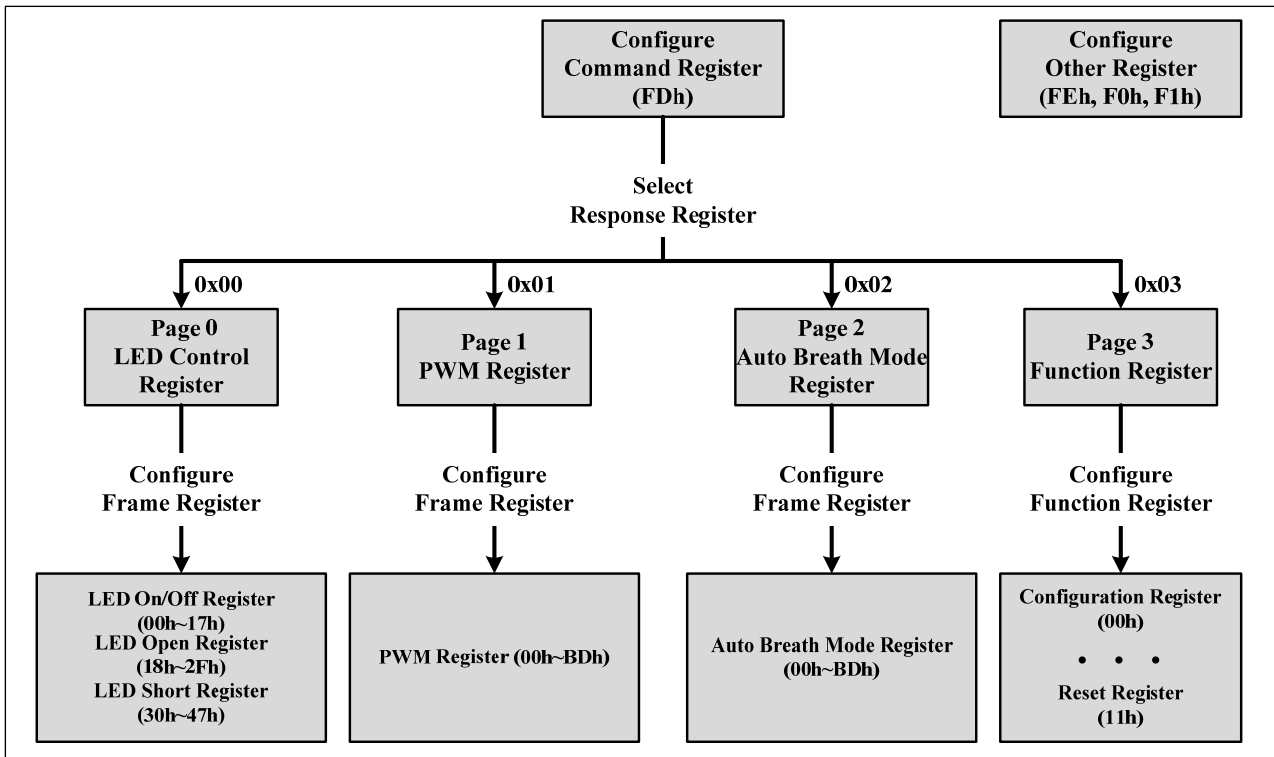 Configure
Command Register
(FDh)
Configure
Other Register
(FEh, F0h, F1h)
Select
Response Register
0x00
0x01
0x02
0x03
Page 0
LED Control
Register
Page 1
PWM Register
Page 2
Auto Breath Mode
Register
Page 3
Function Register
Configure
Frame Register
Configure
Frame Register
Configure
Frame Register
Configure
Function Register
LED On/Off Register
(00h~17h)
LED Open Register
(18h~2Fh)
LED Short Register
(30h~47h)
PWM Register (00h~BDh)
Auto Breath Mode Register
(00h~BDh)
Configuration Register
(00h)
• • •
Reset Register
(11h)